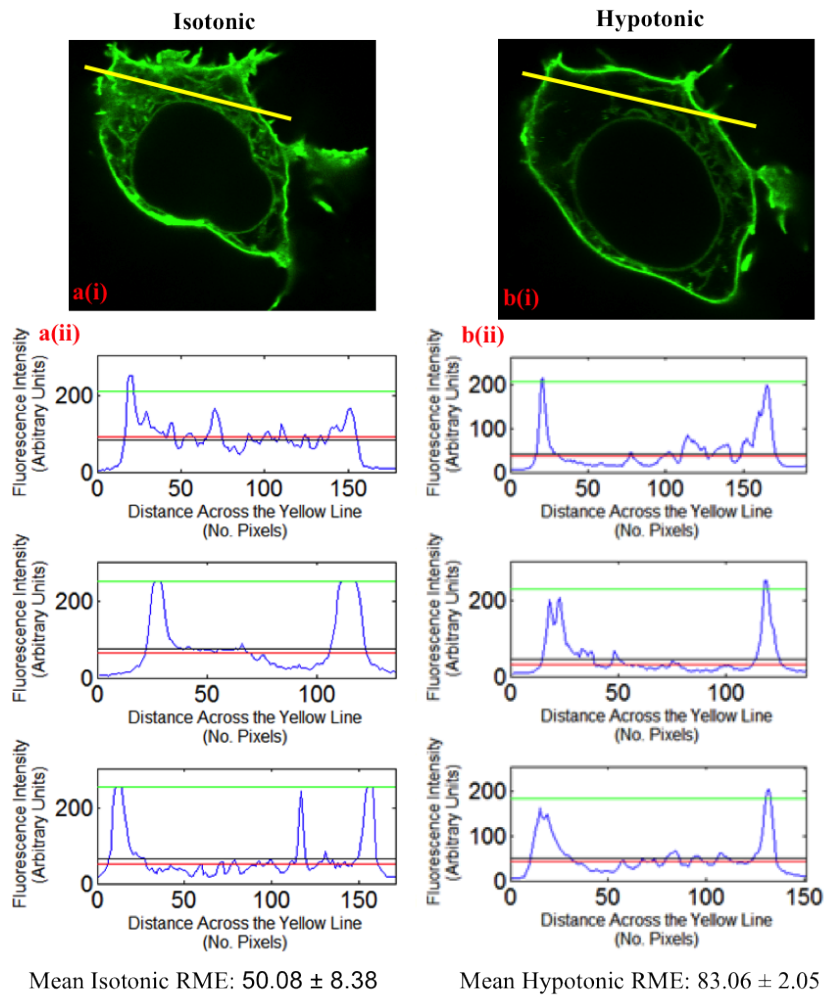 Isotonic
Hypotonic
a(i)
b(i)
a(ii)
b(ii)
Fluorescence Intensity
(Arbitrary Units)
200
0
0 50 100 150
Distance Across the Yellow Line
(No. Pixels)
Fluorescence Intensity
(Arbitrary Units)
200
100
0
0 50 100 150
Distance Across the Yellow Line
(No. Pixels)
Fluorescence Intensity
(Arbitrary Units)
200
0
0 50 100
Distance Across the Yellow Line
(No. Pixels)
Fluorescence Intensity
(Arbitrary Units)
200
0
0 50 100
Distance Across the Yellow Line
(No. Pixels)
Fluorescence Intensity
(Arbitrary Units)
200
0
0 50 100 150
Distance Across the Yellow Line
(No. Pixels)
Fluorescence Intensity
(Arbitrary Units)
200
100
0
0 50 100 150
Distance Across the Yellow Line
(No. Pixels)
Mean Isotonic RME: 50.08 ± 8.38
Mean Hypotonic RME: 83.06 ± 2.05